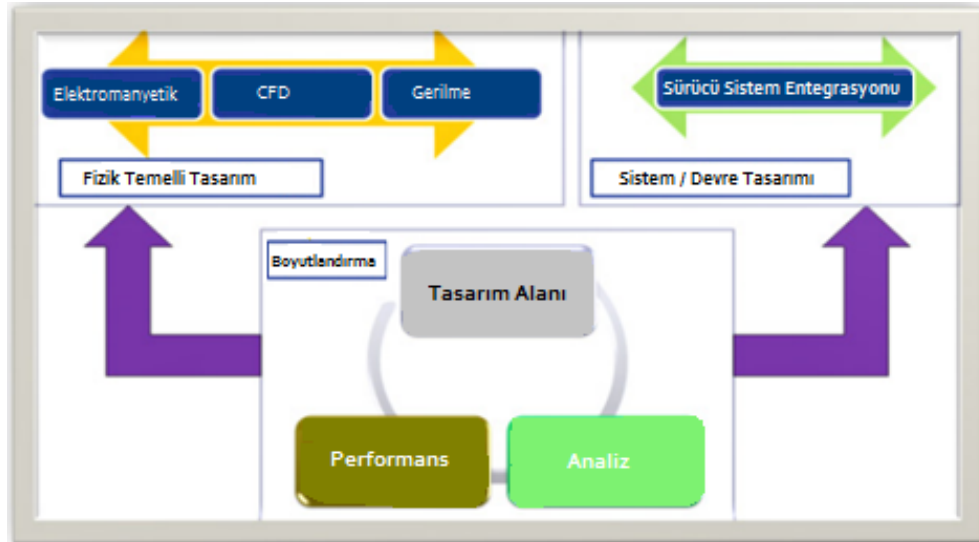 Elektromanyetik
CFD
Gerilme
Sürücü Sistem Entegrasyonu
Fizik Temelli Tasarım
Sistem / Devre Tasarımı
Boyutlandırma
Tasarım Alanı
Performans
Analiz